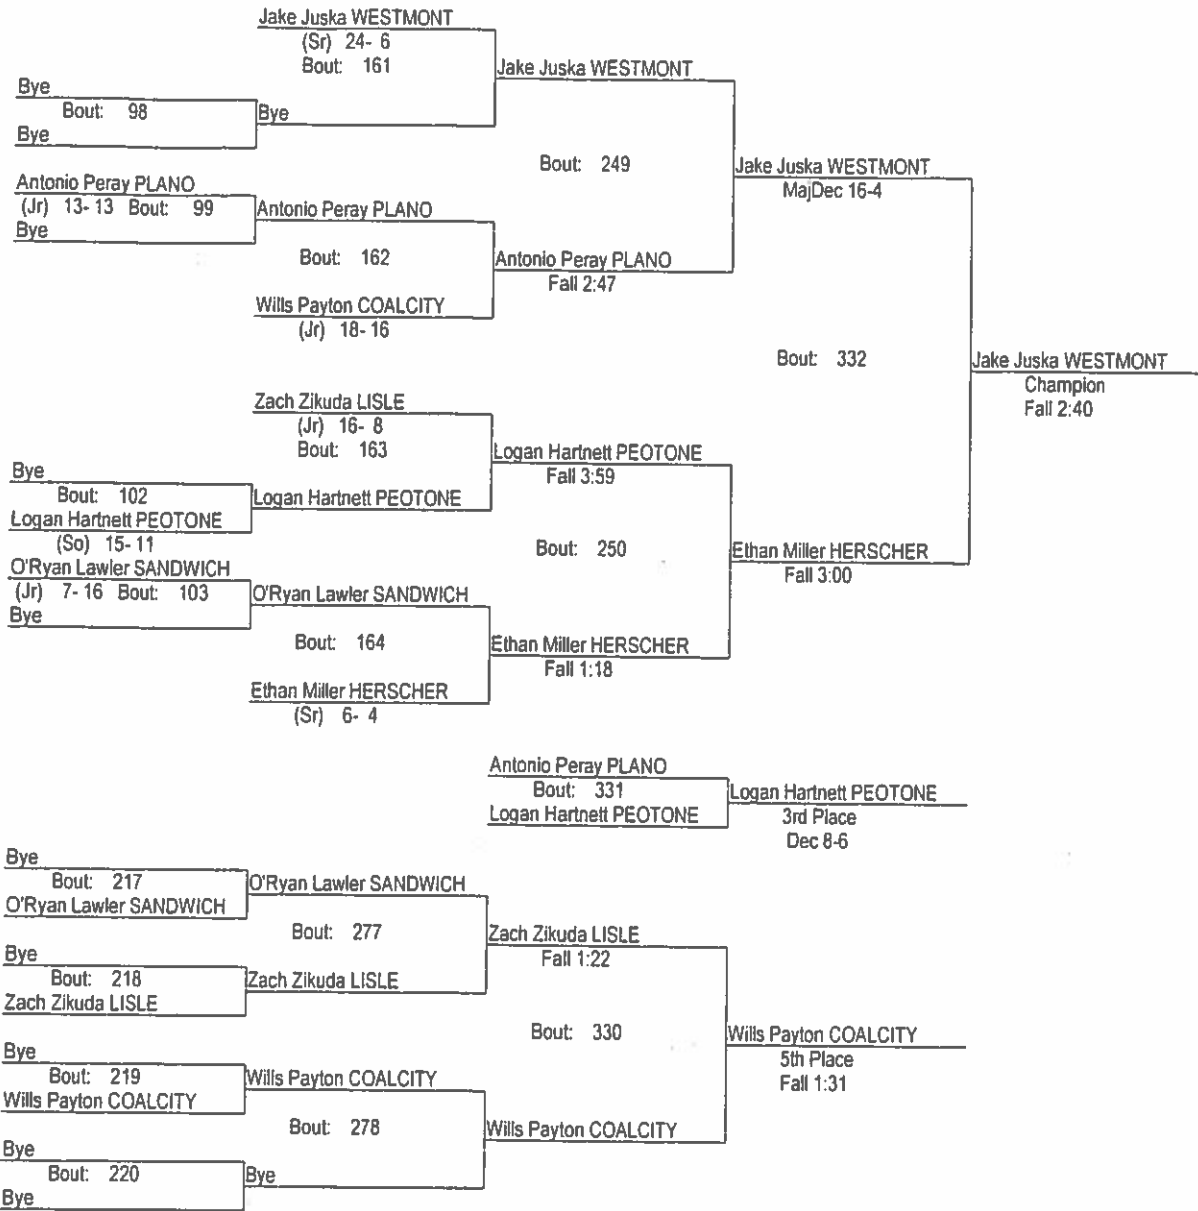 Jake Juska WESTMONT
(Sr) 24- 6
Bout: 161
Jake Juska WESTMONT
Bye
Bout: 98
Bye
Bye
Bout: 249
Jake Juska WESTMONT
MajDec 16-4
Antonio Peray PLANO
(Jr) 13- 13 Bout: 99
Bye
Antonio Peray PLANO
Bout: 162
Antonio Peray PLANO
Fall 2:47
Wills Payton COALCITY
(Jr) 18- 16
Bout: 332
Jake Juska WESTMONT
Champion
Fall 2:40
Zach Zikuda LISLE
(Jr) 16- 8
Bout: 163
Logan Hartnett PEOTONE
Fall 3:59
Bye
Bout: 102
Logan Hartnett PEOTONE
Logan Hartnett PEOTONE
(So) 15- 11
Bout: 250
Ethan Miller HERSCHER
Fall 3:00
O'Ryan Lawler SANDWICH
(Jr) 7- 16 Bout: 103
Bye
O'Ryan Lawler SANDWICH
Bout: 164
Ethan Miller HERSCHER
Fall 1:18
Ethan Miller HERSCHER
(Sr) 6- 4
Antonio Peray PLANO
Bout: 331
Logan Hartnett PEOTONE
Logan Hartnett PEOTONE
3rd Place
Dec 8-6
Bye
Bout: 217
O'Ryan Lawler SANDWICH
O'Ryan Lawler SANDWICH
Bout: 277
Zach Zikuda LISLE
Fall 1:22
Bye
Bout: 218
Zach Zikuda LISLE
Zach Zikuda LISLE
Bout: 330
Wills Payton COALCITY
5th Place
Fall 1:31
Bye
Bout: 219
Wills Payton COALCITY
Wills Payton COALCITY
Bout: 278
Wills Payton COALCITY
Bye
Bout: 220
Bye
Bye